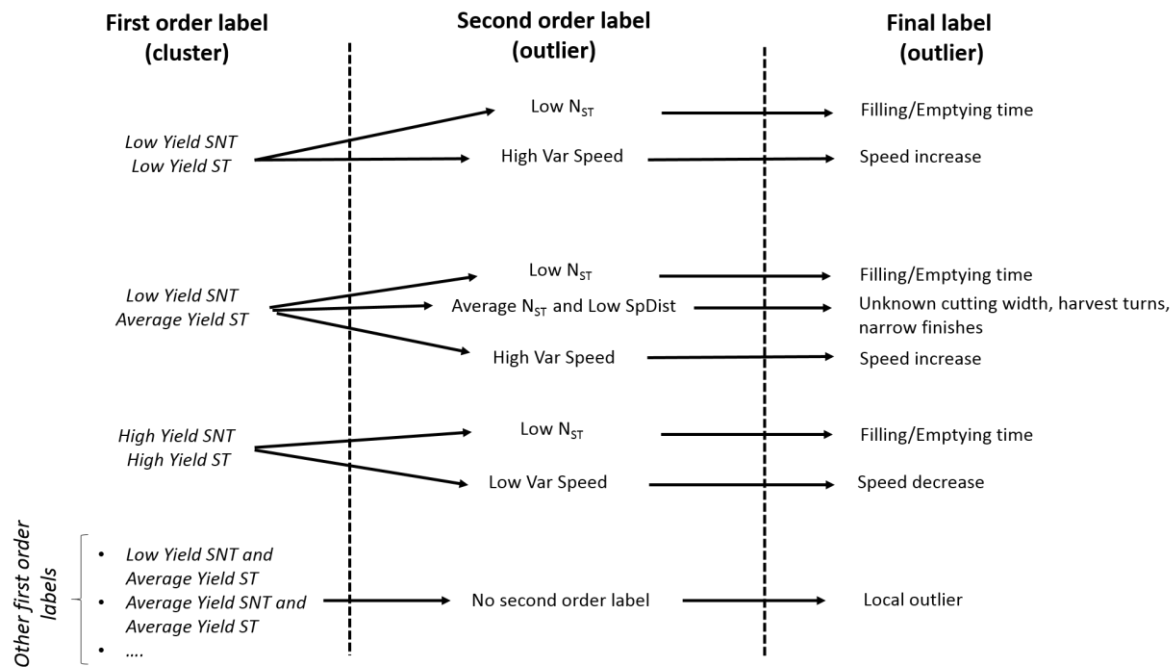 First order label
(cluster)
Second order label
(outlier)
Final label
(outlier)
Low Yield SNT
Low Yield ST
Low N_ST
Filling/Emptying time
High Var Speed
Speed increase
Low Yield SNT
Average Yield ST
Low N_ST
Filling/Emptying time
Average N_ST and Low SpDist
Unknown cutting width, harvest turns,
narrow finishes
High Var Speed
Speed increase
High Yield SNT
High Yield ST
Low N_ST
Filling/Emptying time
Low Var Speed
Speed decrease
Other first order
labels
• Low Yield SNT and
Average Yield ST
• Average Yield SNT and
Average Yield ST
• ....
No second order label
Local outlier